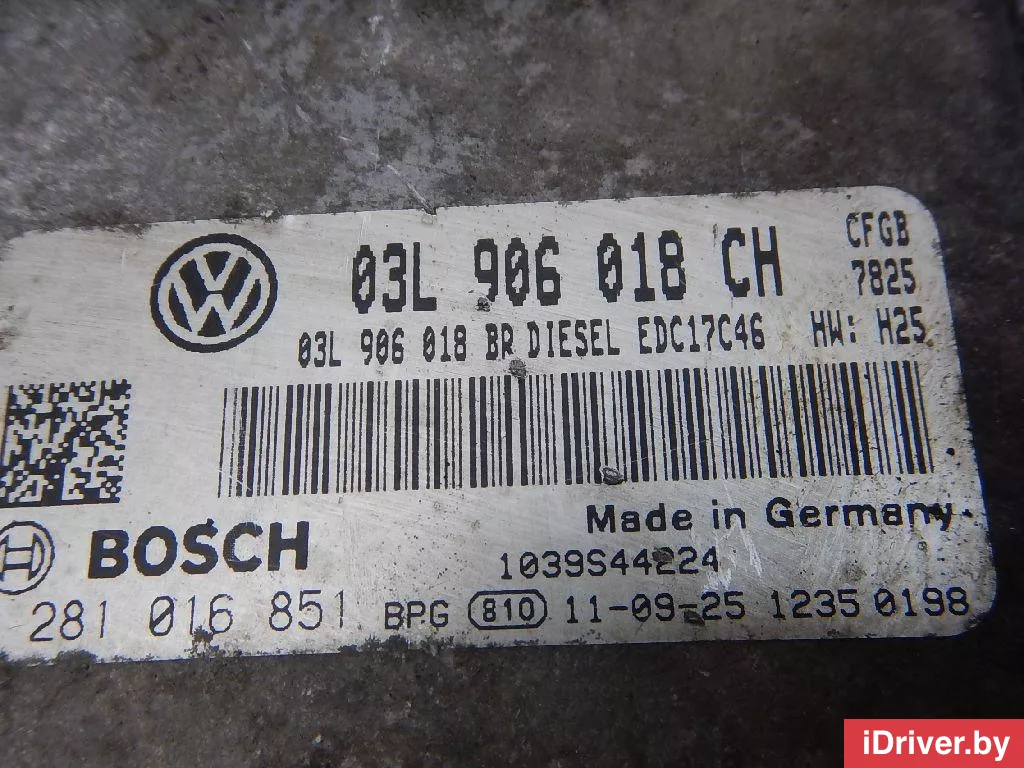 03L 906 018 CH
CFGB
7825
03L 906 018 BR DIESEL EDC17C46 HW: H25
BOSCH
Made in Germany
1039S44224
281 016 851 BPG 810 11-09-25 1235 0198
iDriver.by